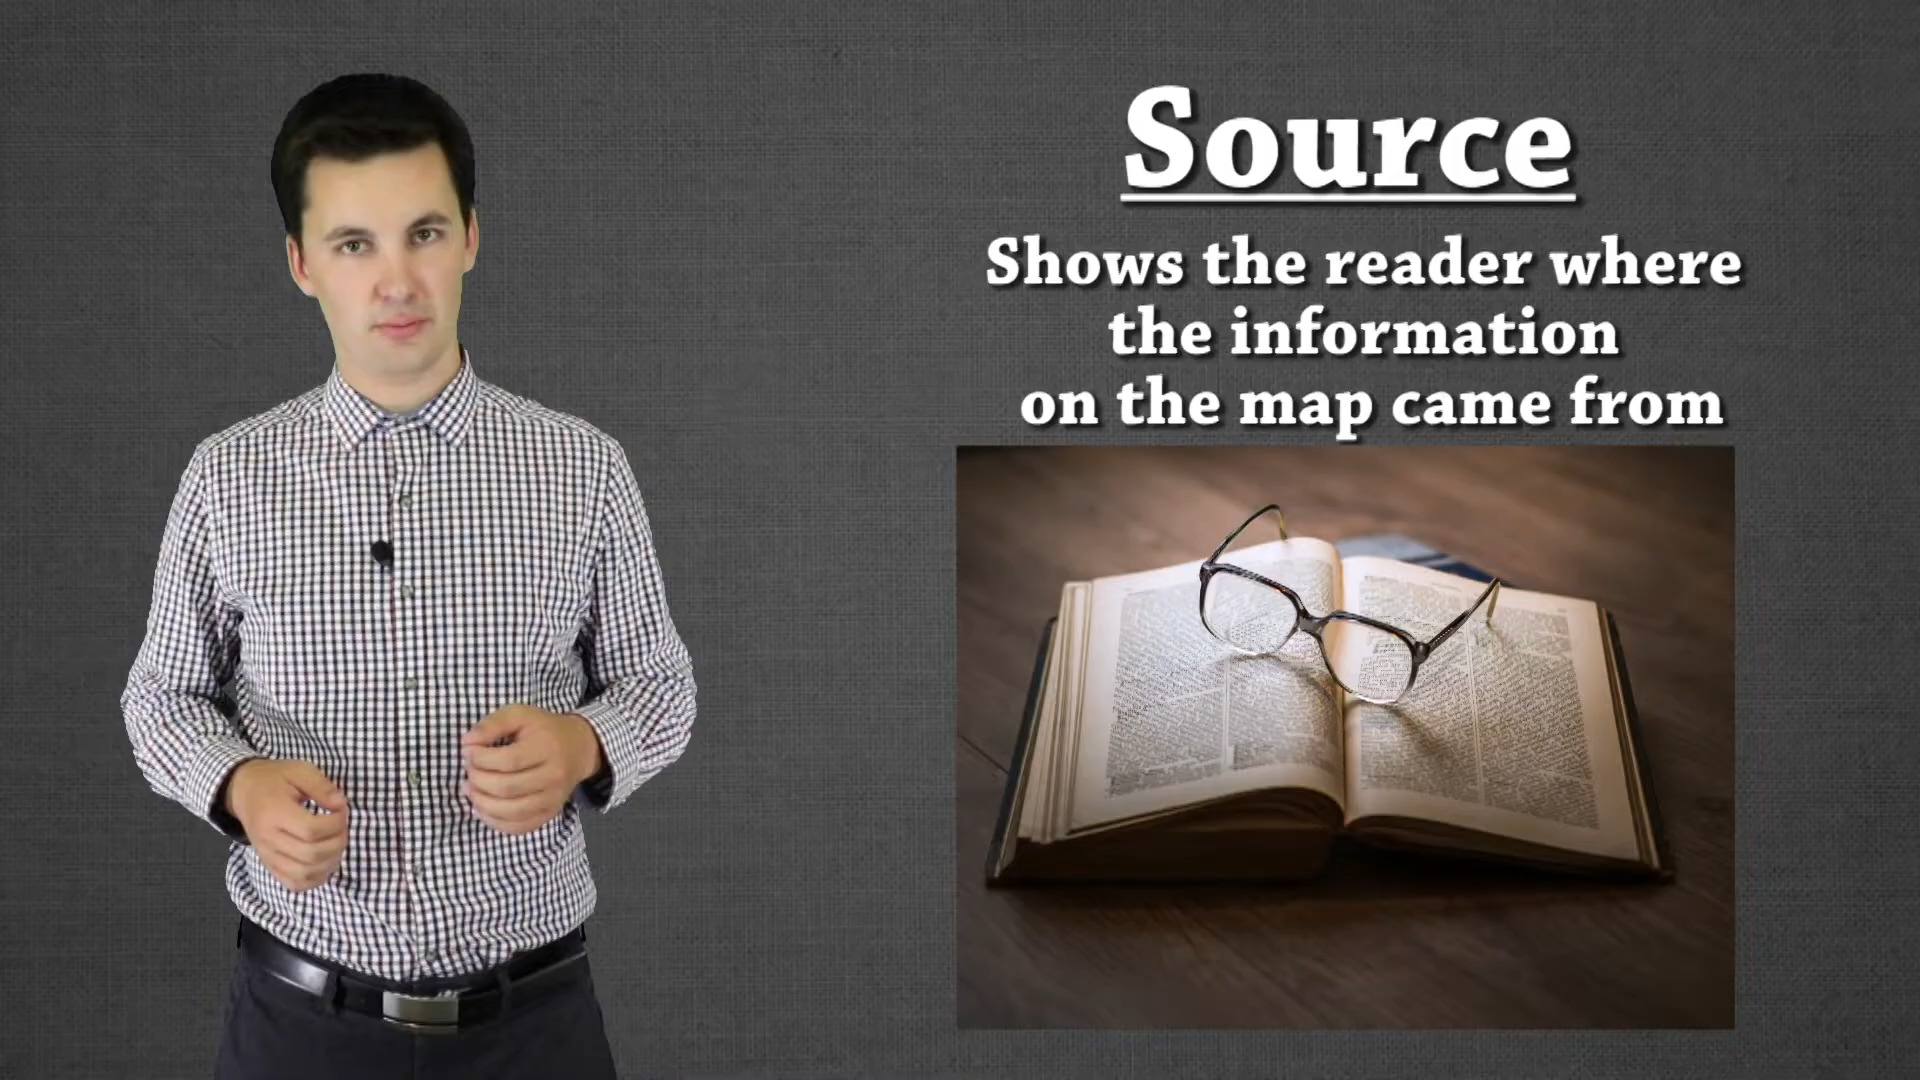 Source
Shows the reader where
the information
on the map came from